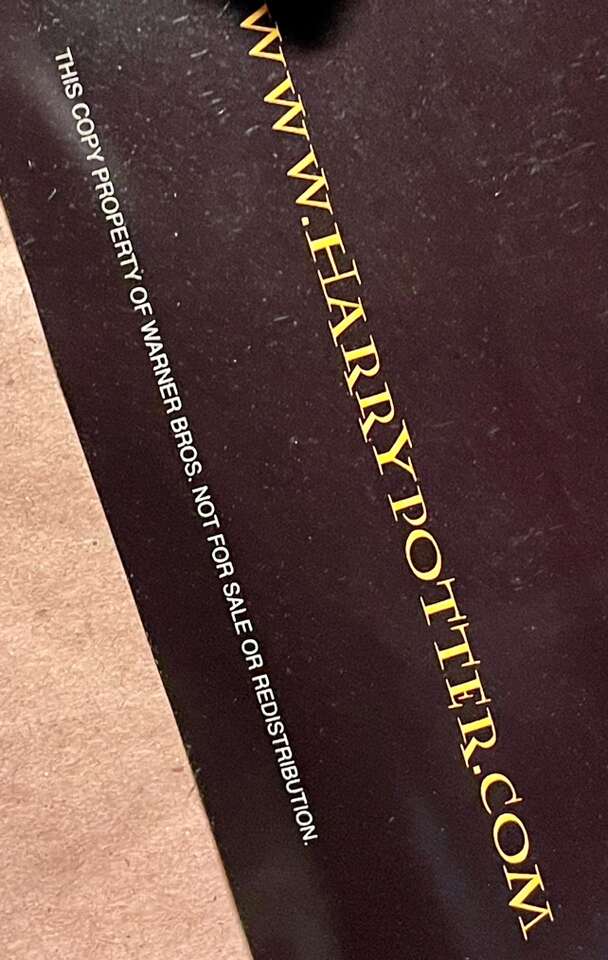 WWW.HARRYPOTTER.COM
THIS COPY PROPERTY OF WARNER BROS. NOT FOR SALE OR REDISTRIBUTION.